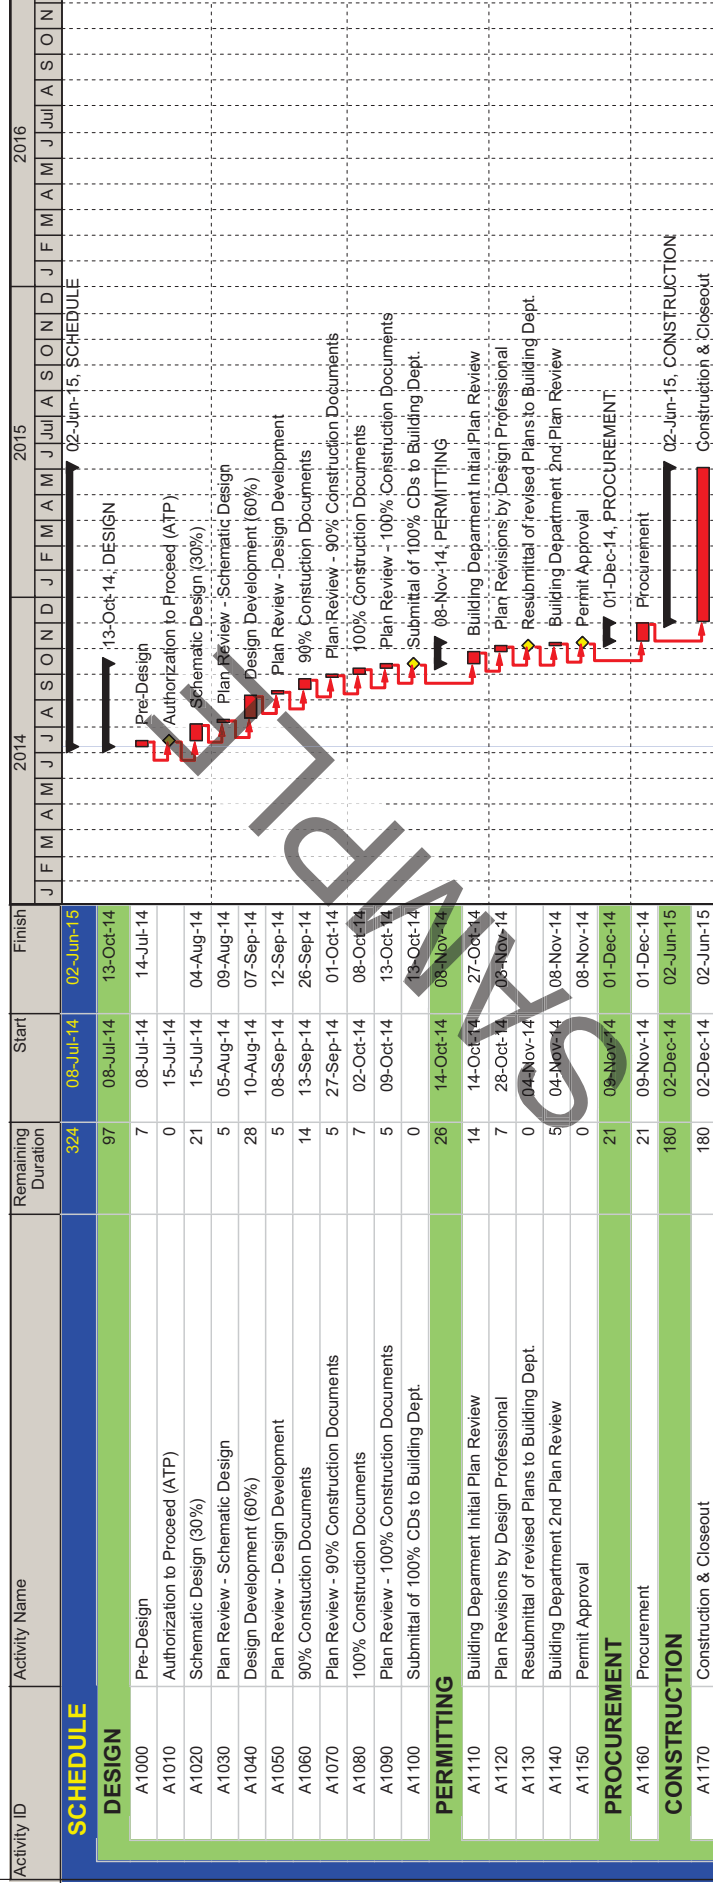 Activity ID Activity Name Remaining Duration Start Finish 2014 2015 2016
J F M A M J Jul A S O N D J F M A M J Jul A S O N D J F M A M J Jul A S O N
SCHEDULE 324 08-Jul-14 02-Jun-15 02-Jun-15, SCHEDULE
DESIGN 97 08-Jul-14 13-Oct-14 13-Oct-14, DESIGN
A1000 Pre-Design 7 08-Jul-14 14-Jul-14 Pre-Design
A1010 Authorization to Proceed (ATP) 0 15-Jul-14 Authorization to Proceed (ATP)
A1020 Schematic Design (30%) 21 15-Jul-14 04-Aug-14 Schematic Design (30%)
A1030 Plan Review - Schematic Design 5 05-Aug-14 09-Aug-14 Plan Review - Schematic Design
A1040 Design Development (60%) 28 10-Aug-14 07-Sep-14 Design Development (60%)
A1050 Plan Review - Design Development 5 08-Sep-14 12-Sep-14 Plan Review - Design Development
A1060 90% Contuction Documents 14 13-Sep-14 26-Sep-14 90% Constuction Documents
A1070 Plan Review - 90% Construction Documents 5 27-Sep-14 01-Oct-14 Plan Review - 90% Construction Documents
A1080 100% Construction Documents 7 02-Oct-14 08-Oct-14 100% Construction Documents
A1090 Plan Review - 100% Construction Documents 5 09-Oct-14 13-Oct-14 Plan Review - 100% Construction Documents
A1100 Submittal of 100% CDs to Building Dept. 0 13-Oct-14 Submittal of 100% CDs to Building Dept.
PERMITTING 26 14-Oct-14 08-Nov-14 08-Nov-14, PERMITTING
A1110 Building Deparment Initial Plan Review 14 14-Oct-14 27-Oct-14 Building Deparment Initial Plan Review
A1120 Plan Revisions by Design Professional 7 28-Oct-14 03-Nov-14 Plan Revisions by Design Professional
A1130 Resubmittal of revised Plans to Building Dept. 0 04-Nov-14 Resubmittal of revised Plans to Building Dept.
A1140 Building Department 2nd Plan Review 5 04-Nov-14 08-Nov-14 Building Department 2nd Plan Review
A1150 Permit Approval 0 08-Nov-14 Permit Approval
PROCUREMENT 21 09-Nov-14 01-Dec-14 01-Dec-14, PROCUREMENT
A1160 Procurement 21 09-Nov-14 01-Dec-14 Procurement
CONSTRUCTION 180 02-Dec-14 02-Jun-15 02-Jun-15, CONSTRUCTION
A1170 Construction & Closeout 180 02-Dec-14 02-Jun-15 Construction & Closeout
SAMPLE